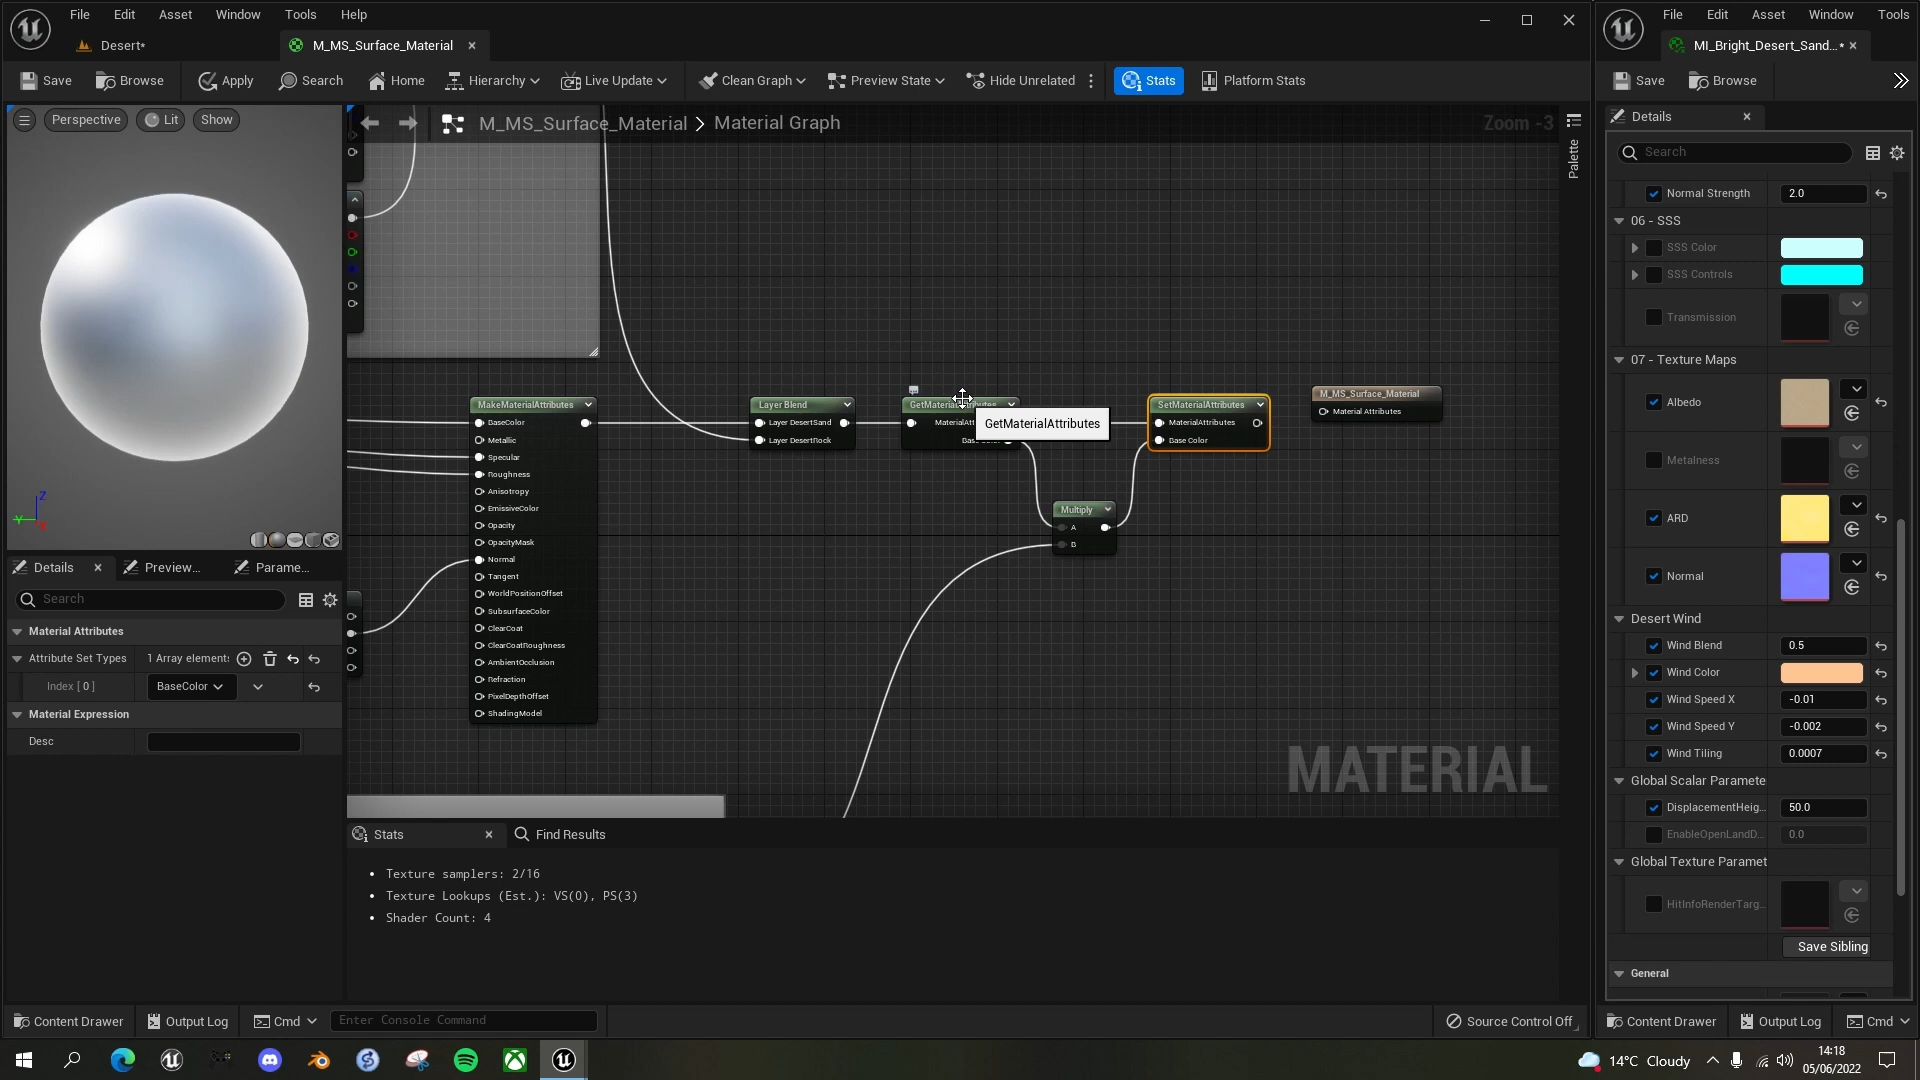 File Edit Asset Window Tools Help
Desert*
M_MS_Surface_Material
Save Browse Apply Search Home Hierarchy Live Update Clean Graph Preview State Hide Unrelated Stats Platform Stats
Perspective Lit Show
M_MS_Surface_Material > Material Graph
Zoom -3
Palette
MakeMaterialAttributes
BaseColor
Metallic
Specular
Roughness
Anisotropy
EmissiveColor
Opacity
OpacityMask
Normal
Tangent
WorldPositionOffset
SubsurfaceColor
ClearCoat
ClearCoatRoughness
AmbientOcclusion
Refraction
PixelDepthOffset
ShadingModel
Layer Blend
Layer DesertSand
Layer DesertRock
GetMaterialAttributes
SetMaterialAttributes
MaterialAttributes
Base Color
Multiply
A
B
M_MS_Surface_Material
Material Attributes
MATERIAL
Z
Y
Details Preview... Parame...
Search
Material Attributes
Attribute Set Types 1 Array element:
Index [ 0 ] BaseColor
Material Expression
Desc
Stats Find Results
• Texture samplers: 2/16
• Texture Lookups (Est.): VS(0), PS(3)
• Shader Count: 4
Content Drawer Output Log Cmd Enter Console Command Source Control Off
File Edit Asset Window Tools
MI_Bright_Desert_Sand...*
Save Browse
Details
Search
Normal Strength 2.0
06 - SSS
SSS Color
SSS Controls
Transmission
07 - Texture Maps
Albedo
Metalness
ARD
Normal
Desert Wind
Wind Blend 0.5
Wind Color
Wind Speed X -0.01
Wind Speed Y -0.002
Wind Tiling 0.0007
Global Scalar Paramete
DisplacementHeig... 50.0
EnableOpenLandD... 0.0
Global Texture Paramet
HitInfoRenderTarg...
Save Sibling
General
Content Drawer Output Log Cmd
14°C Cloudy
14:18
05/06/2022